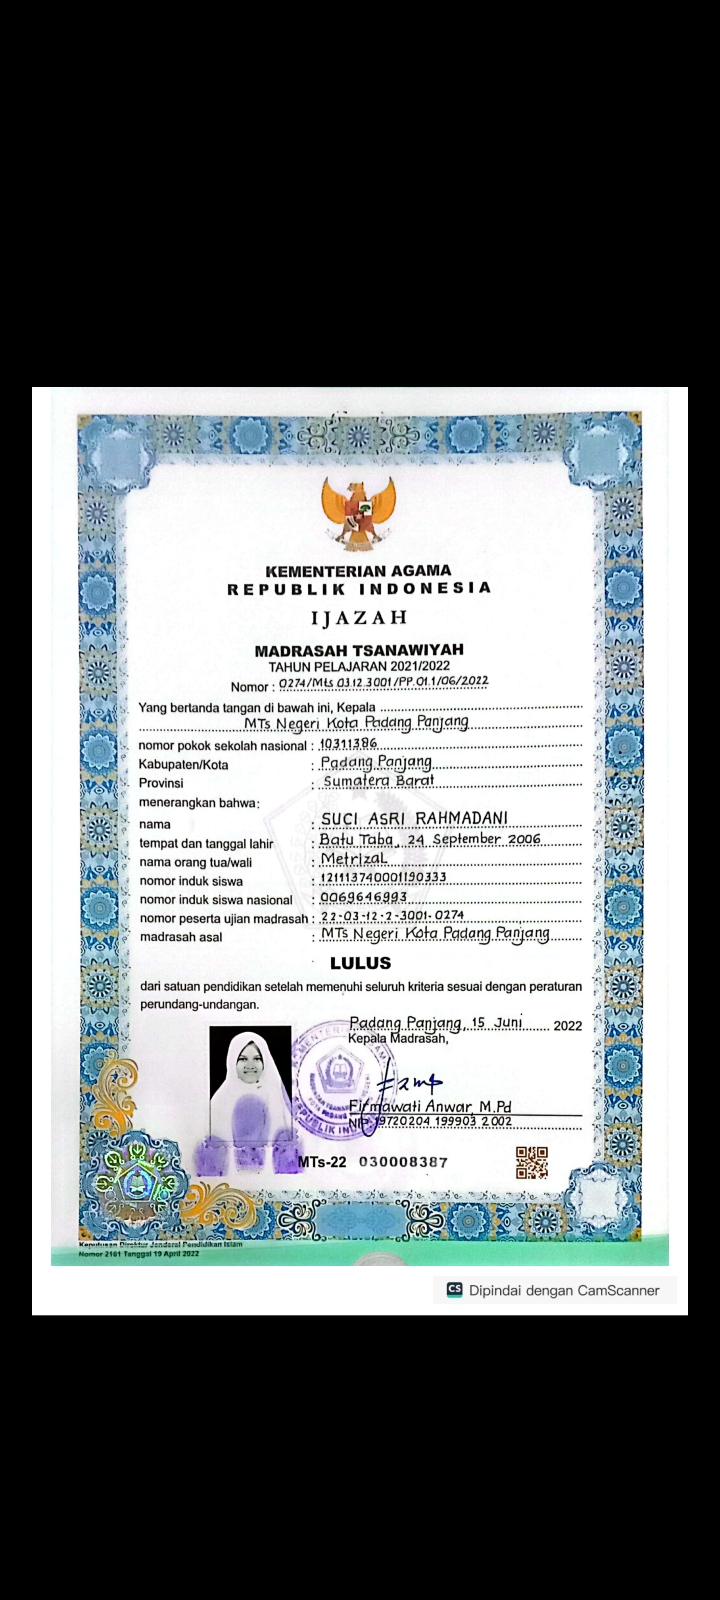 KEMENTERIAN AGAMA
REPUBLIK INDONESIA
IJAZAH
MADRASAH TSANAWIYAH
TAHUN PELAJARAN 2021/2022
Nomor : 0274/Mts 03.12.3001/PP.01.1/06/2022
Yang bertanda tangan di bawah ini, Kepala
MTs Negeri Kota Padang Panjang
nomor pokok sekolah nasional : 10311386
Kabupaten/Kota : Padang Panjang
Provinsi : Sumatera Barat
menerangkan bahwa:
nama : SUCI ASRI RAHMADANI
tempat dan tanggal lahir : Batu Taba, 24 September 2006
nama orang tua/wali : Metrizal
nomor induk siswa : 121113740001190333
nomor induk siswa nasional : 0069646993
nomor peserta ujian madrasah : 22-03-12-2-3001-0274
madrasah asal : MTs Negeri Kota Padang Panjang
LULUS
dari satuan pendidikan setelah memenuhi seluruh kriteria sesuai dengan peraturan
perundang-undangan.
Padang Panjang, 15 Juni 2022
Kepala Madrasah,
Firmawati Anwar, M.Pd
NIP. 19720204 199903 2 002
MTs-22 030008387
Keputusan Direktur Jenderal Pendidikan Islam
Nomor 2161 Tanggal 19 April 2022
CS Dipindai dengan CamScanner